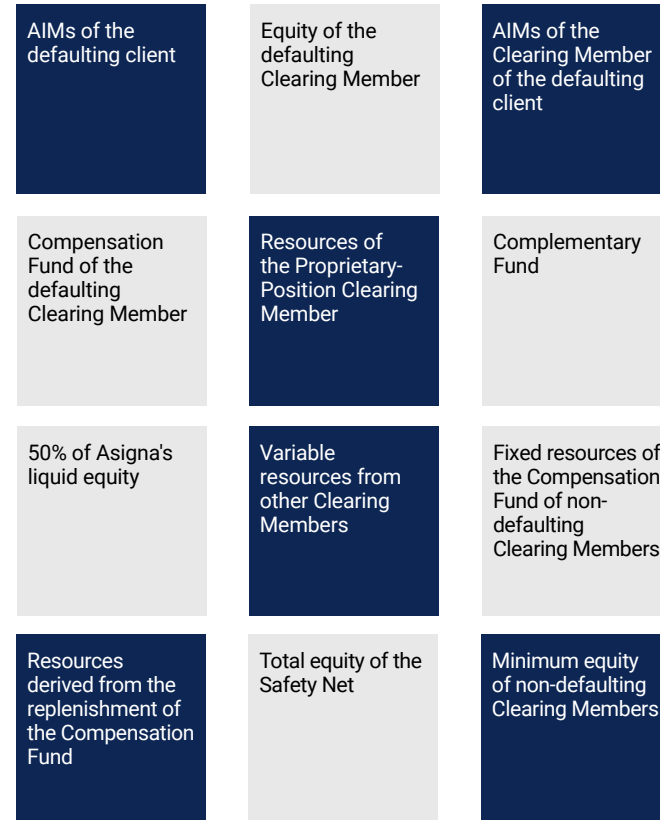 AIMs of the
defaulting client
Equity of the
defaulting
Clearing Member
AIMs of the
Clearing Member
of the defaulting
client
Compensation
Fund of the
defaulting
Clearing Member
Resources of
the Proprietary-
Position Clearing
Member
Complementary
Fund
50% of Asigna's
liquid equity
Variable
resources from
other Clearing
Members
Fixed resources of
the Compensation
Fund of non-
defaulting
Clearing Members
Resources
derived from the
replenishment of
the Compensation
Fund
Total equity of the
Safety Net
Minimum equity
of non-defaulting
Clearing Members